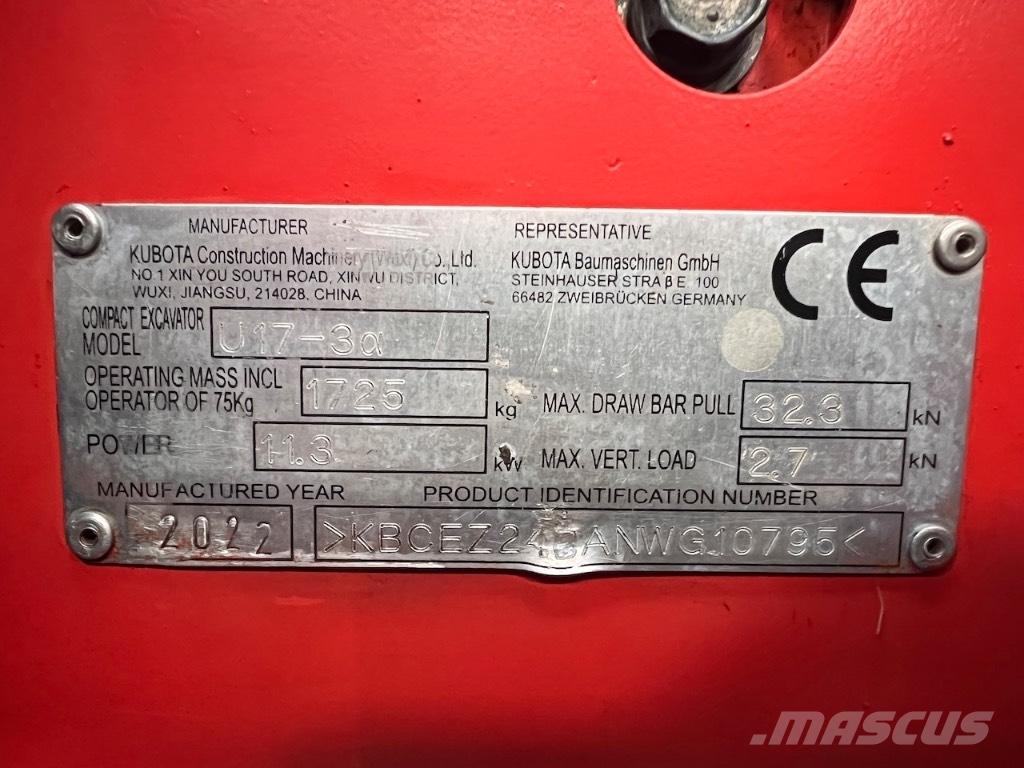 MANUFACTURER
KUBOTA Construction Machinery (Wuxi) Co., Ltd.
NO.1 XIN YOU SOUTH ROAD, XINWU DISTRICT,
WUXI, JIANGSU, 214028, CHINA
REPRESENTATIVE
KUBOTA Baumaschinen GmbH
STEINHAUSER STRAßE 100
66482 ZWEIBRÜCKEN GERMANY
CE
COMPACT EXCAVATOR
MODEL U17-3α
OPERATING MASS INCL
OPERATOR OF 75Kg 1725 kg
MAX. DRAW BAR PULL 32.3 kN
POWER 11.3 kW
MAX. VERT. LOAD 2.7 kN
MANUFACTURED YEAR PRODUCT IDENTIFICATION NUMBER
2022
MASCUS